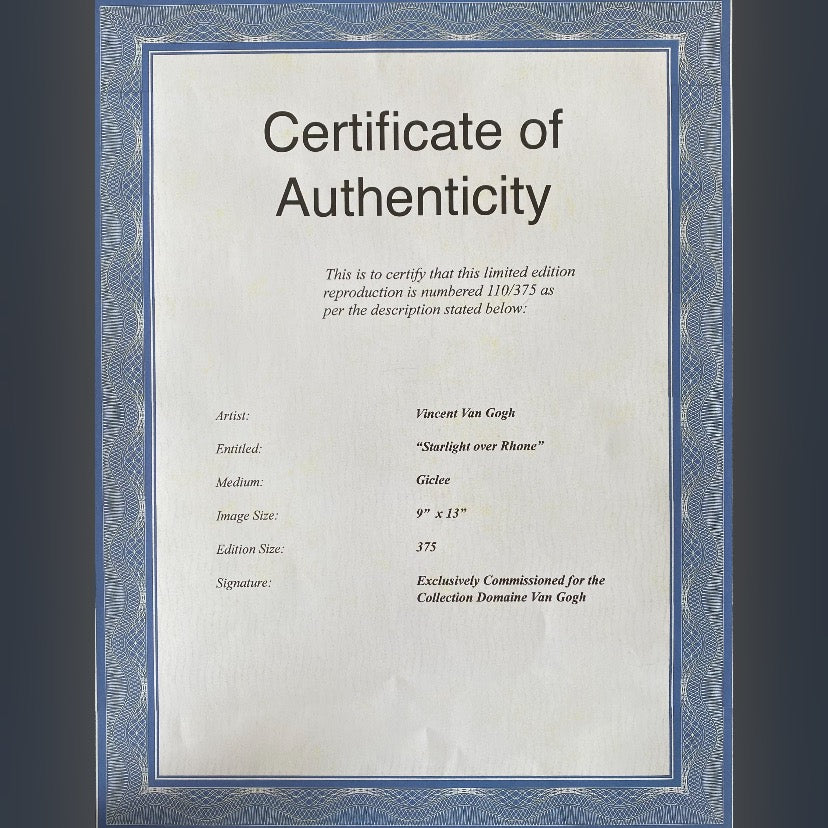 Certificate of
Authenticity
This is to certify that this limited edition
reproduction is numbered 110/375 as
per the description stated below:
Artist: Vincent Van Gogh
Entitled: “Starlight over Rhone”
Medium: Giclee
Image Size: 9” x 13”
Edition Size: 375
Signature: Exclusively Commissioned for the
Collection Domaine Van Gogh